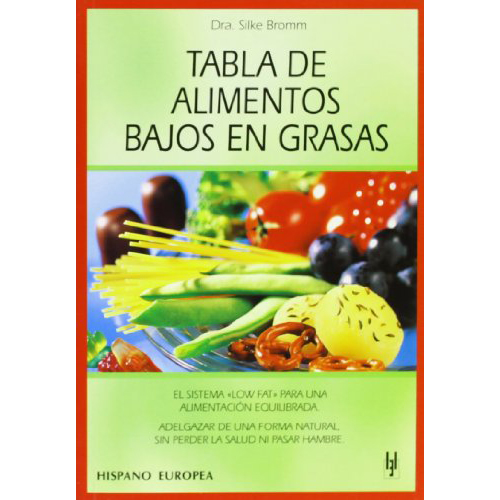 Dra. Silke Bromm
TABLA DE
ALIMENTOS
BAJOS EN GRASAS
EL SISTEMA «LOW FAT» PARA UNA
ALIMENTACIÓN EQUILIBRADA.
ADELGAZAR DE UNA FORMA NATURAL,
SIN PERDER LA SALUD NI PASAR HAMBRE.
HISPANO EUROPEA